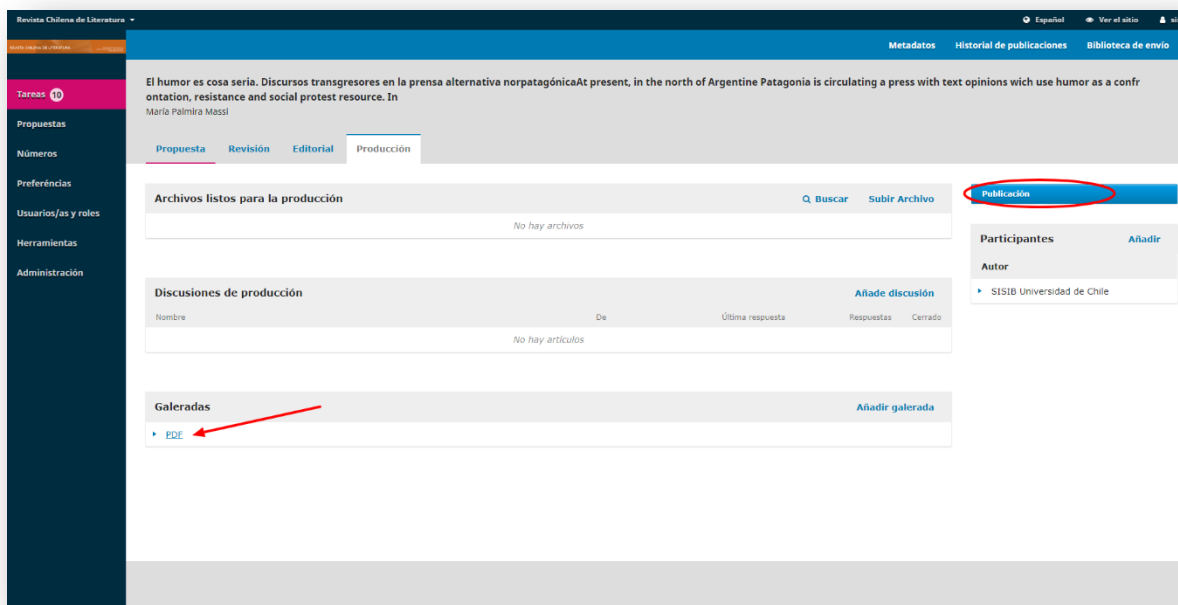 Revista Chilena de Literatura
Español Ver el sitio
REVISTA CHILENA DE LITERATURA
Metadatos Historial de publicaciones Biblioteca de envío
Tareas 10
Propuestas
Números
Preferéncias
Usuarios/as y roles
Herramientas
Administración
El humor es cosa seria. Discursos transgresores en la prensa alternativa norpatagónicaAt present, in the north of Argentine Patagonia is circulating a press with text opinions wich use humor as a confr
ontation, resistance and social protest resource. In
María Palmira Massi
Propuesta Revisión Editorial Producción
Archivos listos para la producción Buscar Subir Archivo
No hay archivos
Discusiones de producción Añade discusión
Nombre De Última respuesta Respuestas Cerrado
No hay artículos
Galeradas Añadir galerada
PDF
Publicación
Participantes Añadir
Autor
SISIB Universidad de Chile